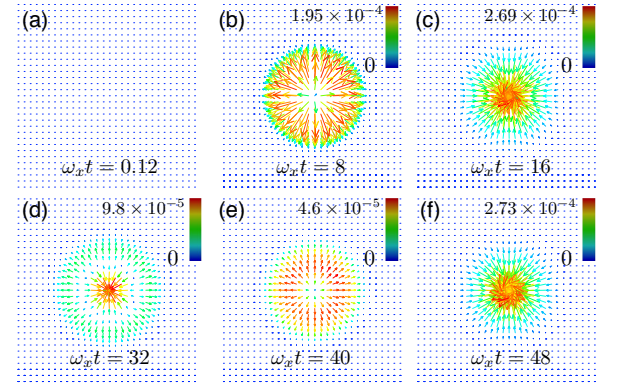 (a)
ωₓt = 0.12
(b)
1.95 × 10⁻⁴
0
ωₓt = 8
(c)
2.69 × 10⁻⁴
0
ωₓt = 16
(d)
9.8 × 10⁻⁵
0
ωₓt = 32
(e)
4.6 × 10⁻⁵
0
ωₓt = 40
(f)
2.73 × 10⁻⁴
0
ωₓt = 48